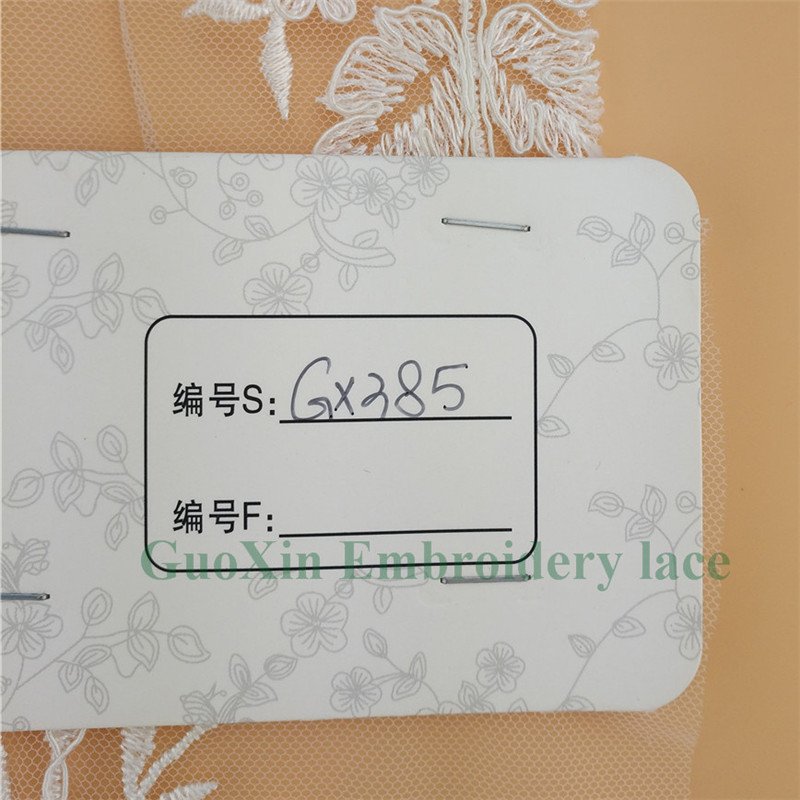 编号S: GX385
编号F:
GuoXin Embroidery lace